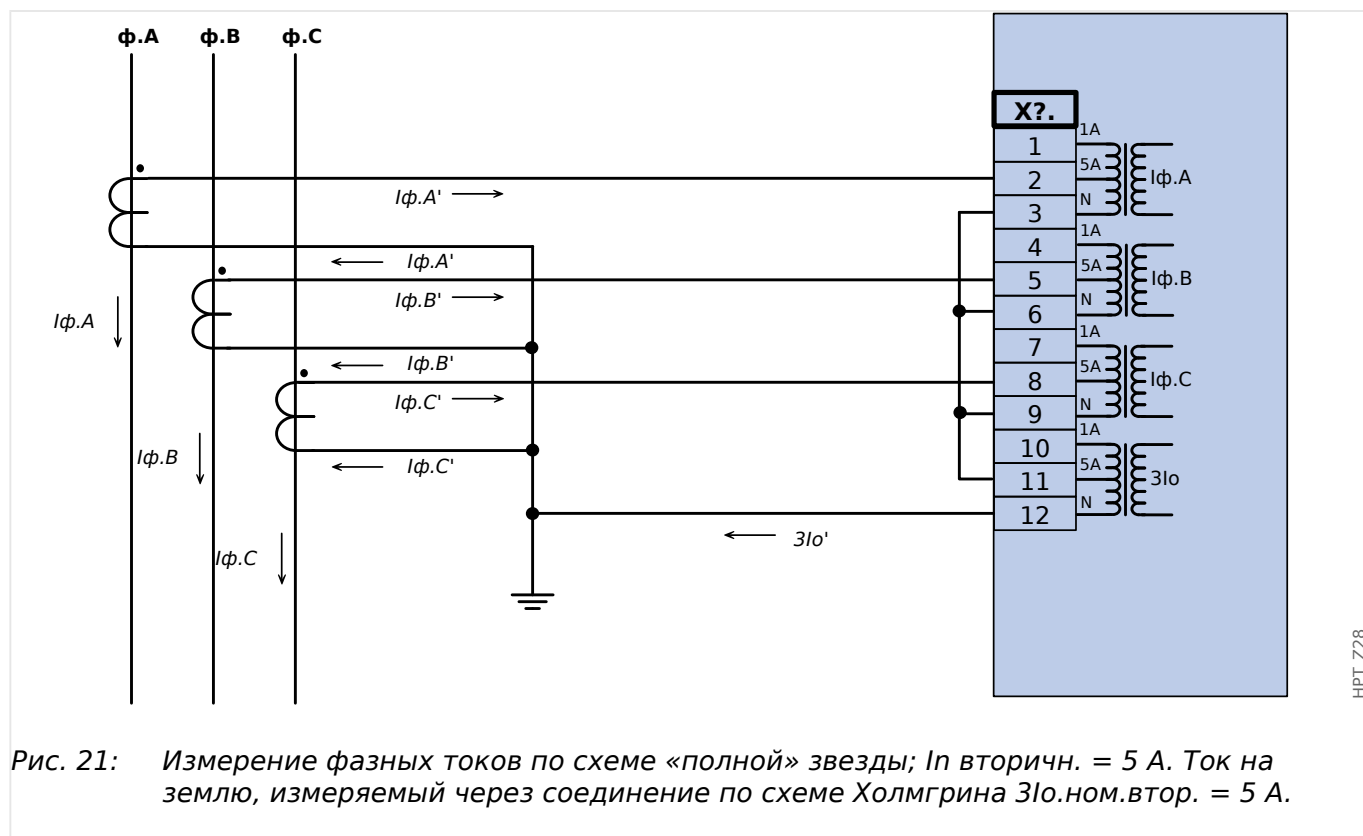 ф.A ф.B ф.C
X?.
1
2
3
4
5
6
7
8
9
10
11
12
1A
5A
N
Iф.A
1A
5A
N
Iф.B
1A
5A
N
Iф.C
1A
5A
N
3Io
Iф.A'
Iф.A'
Iф.B'
Iф.B'
Iф.C'
Iф.C'
3Io'
Iф.A
Iф.B
Iф.C
HPT_Z28
Рис. 21: Измерение фазных токов по схеме «полной» звезды; In вторичн. = 5 А. Ток на
землю, измеряемый через соединение по схеме Холмгрина 3Io.ном.втор. = 5 А.